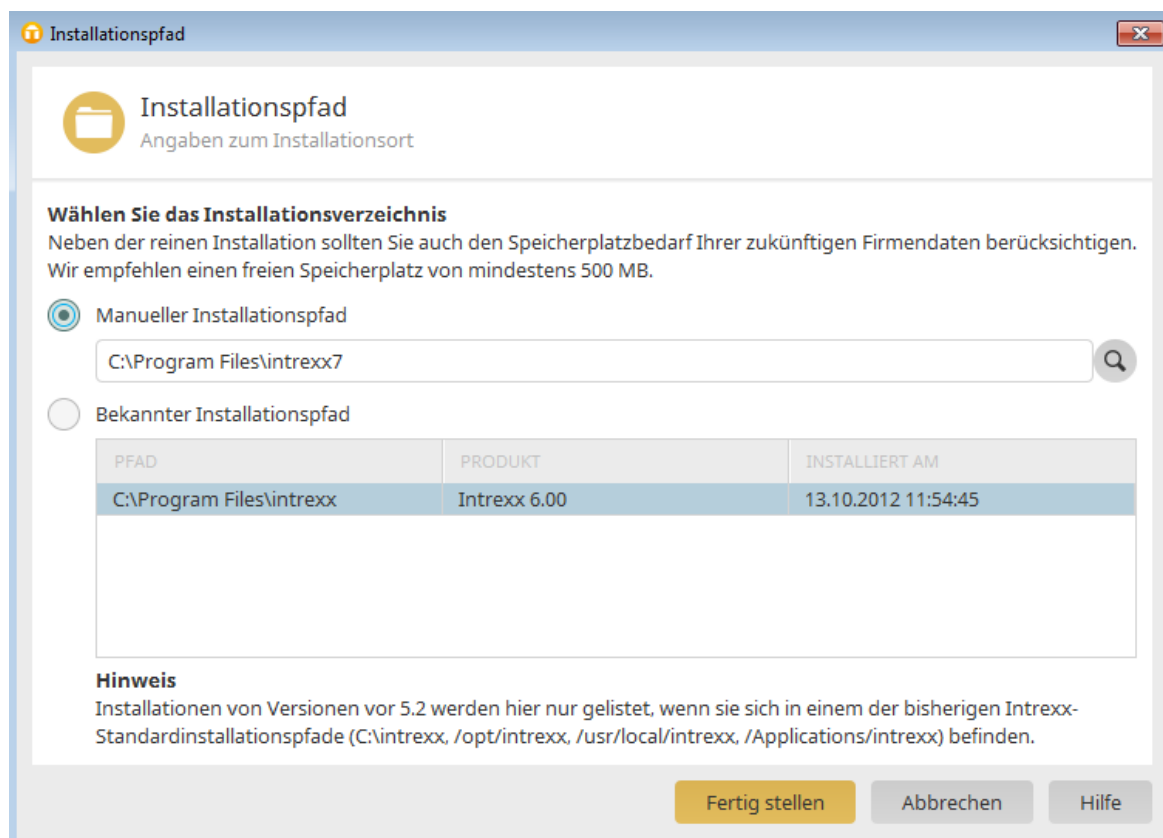 Installationspfad
Installationspfad
Angaben zum Installationsort
Wählen Sie das Installationsverzeichnis
Neben der reinen Installation sollten Sie auch den Speicherplatzbedarf Ihrer zukünftigen Firmendaten berücksichtigen.
Wir empfehlen einen freien Speicherplatz von mindestens 500 MB.
Manueller Installationspfad
C:\Program Files\intrexx7
Bekannter Installationspfad
PFAD PRODUKT INSTALLIERT AM
C:\Program Files\intrexx Intrexx 6.00 13.10.2012 11:54:45
Hinweis
Installationen von Versionen vor 5.2 werden hier nur gelistet, wenn sie sich in einem der bisherigen Intrexx-
Standardinstallationspfade (C:\intrexx, /opt/intrexx, /usr/local/intrexx, /Applications/intrexx) befinden.
Fertig stellen Abbrechen Hilfe